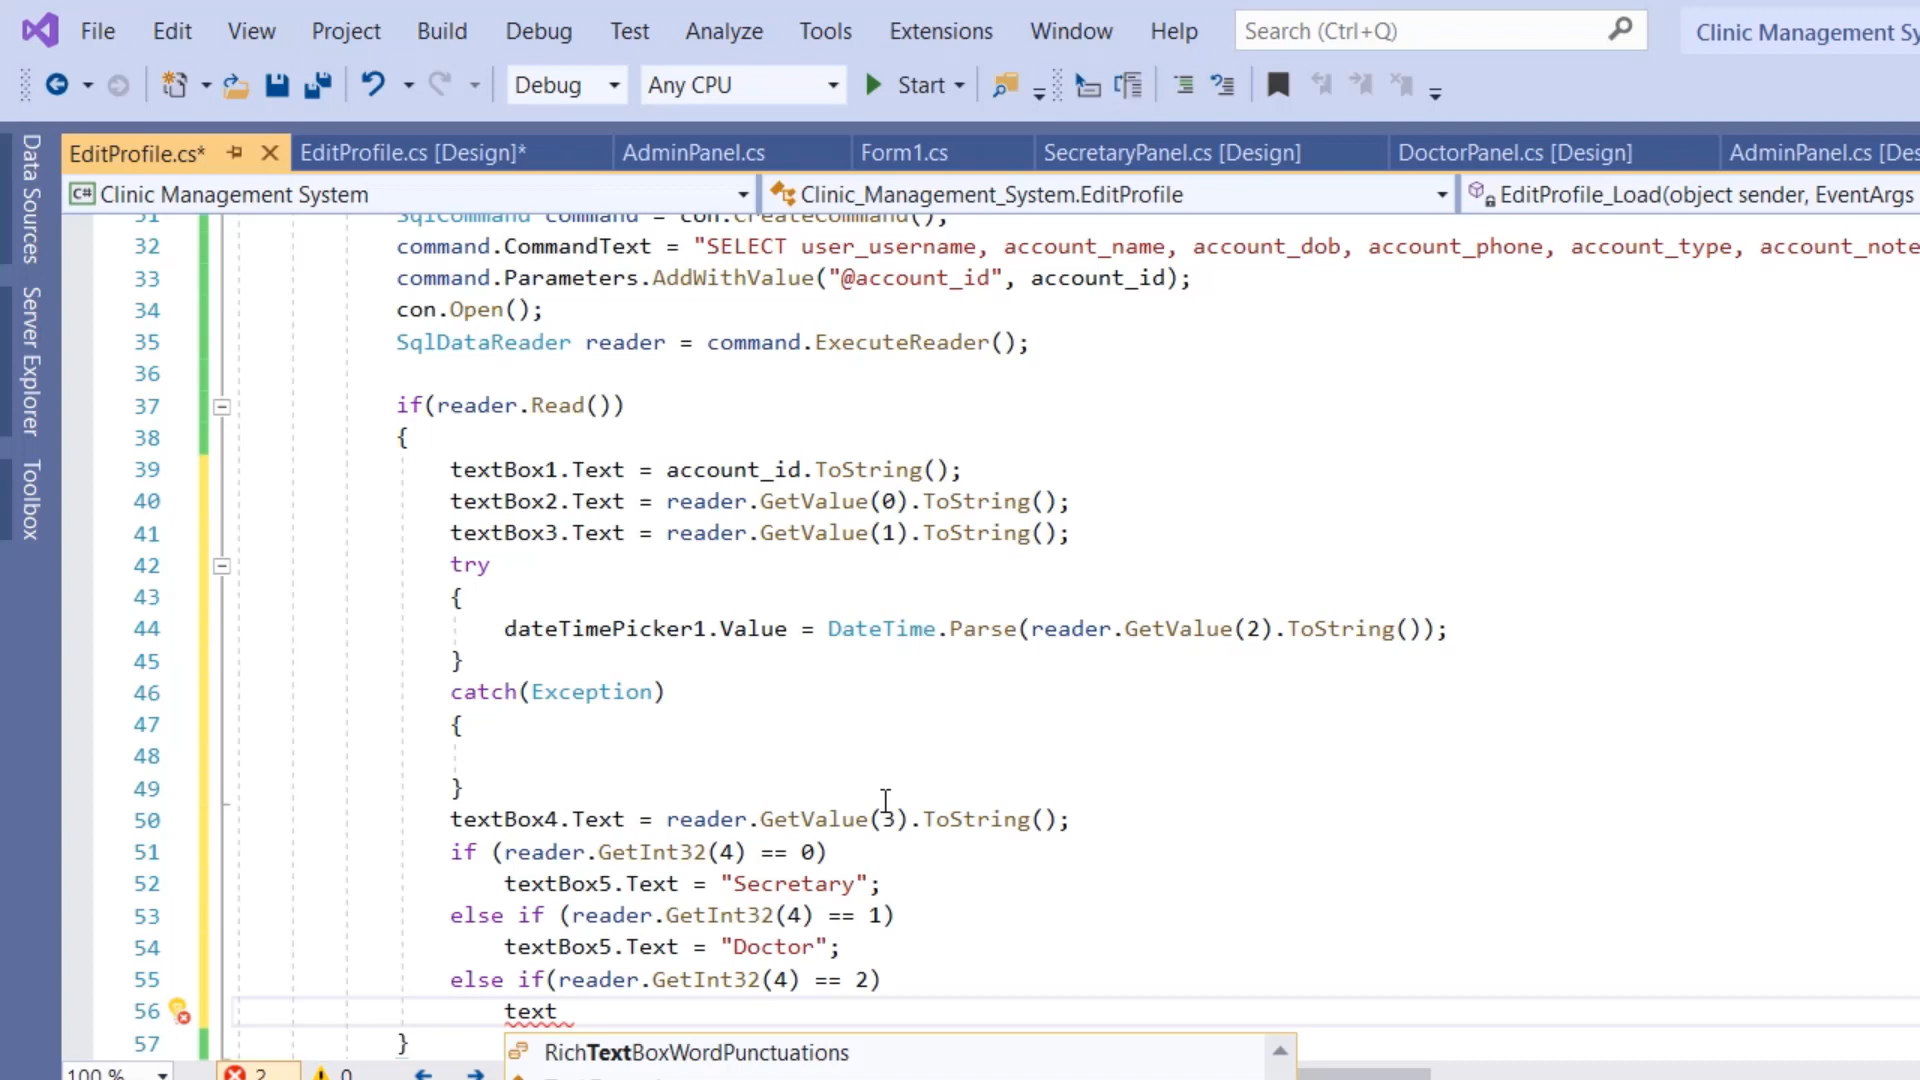 File Edit View Project Build Debug Test Tools Analyze Extensions Window Help Search (Ctrl+Q) Clinic Management Sy
Debug Any CPU Start
EditProfile.cs* EditProfile.cs [Design]* AdminPanel.cs Form1.cs SecretaryPanel.cs [Design] DoctorPanel.cs [Design] AdminPanel.cs [Des
C# Clinic Management System Clinic_Management_System.EditProfile EditProfile_Load(object sender, EventArgs
Data Sources
Server Explorer
Toolbox
31 SqlCommand command = con.CreateCommand();
32 command.CommandText = "SELECT user_username, account_name, account_dob, account_phone, account_type, account_note
33 command.Parameters.AddWithValue("@account_id", account_id);
34 con.Open();
35 SqlDataReader reader = command.ExecuteReader();
36
37 if(reader.Read())
38 {
39 textBox1.Text = account_id.ToString();
40 textBox2.Text = reader.GetValue(0).ToString();
41 textBox3.Text = reader.GetValue(1).ToString();
42 try
43 {
44 dateTimePicker1.Value = DateTime.Parse(reader.GetValue(2).ToString());
45 }
46 catch(Exception)
47 {
48
49 }
50 textBox4.Text = reader.GetValue(3).ToString();
51 if (reader.GetInt32(4) == 0)
52 textBox5.Text = "Secretary";
53 else if (reader.GetInt32(4) == 1)
54 textBox5.Text = "Doctor";
55 else if(reader.GetInt32(4) == 2)
56 text
57 }
RichTextBoxWordPunctuations
100 % 2 0